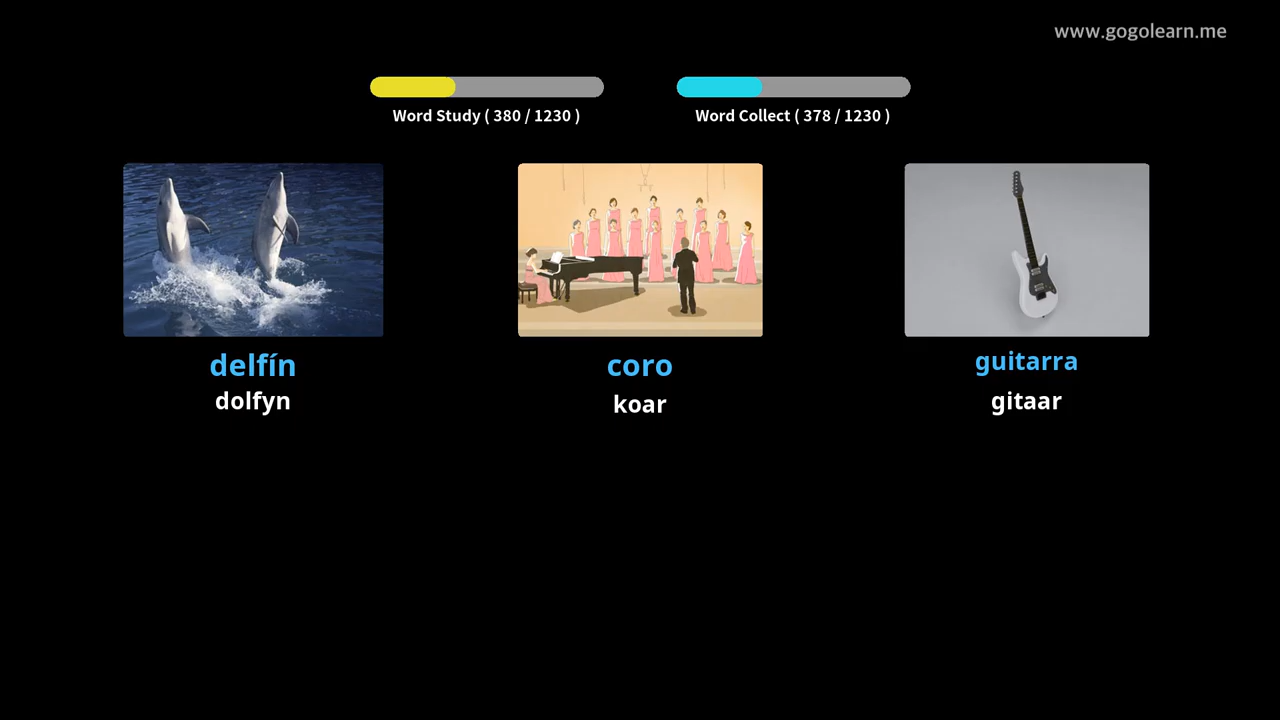 www.gogolearn.me
Word Study ( 380 / 1230 )
Word Collect ( 378 / 1230 )
delfín
dolfyn
coro
koar
guitarra
gitaar